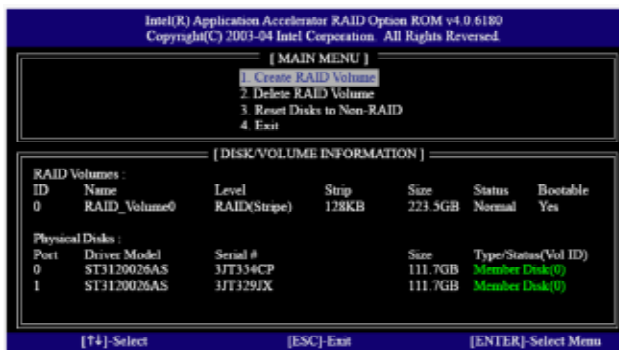 Intel(R) Application Accelerator RAID Option ROM v4.0.6180
Copyright(C) 2003-04 Intel Corporation. All Rights Reversed.
[ MAIN MENU ]
1. Create RAID Volume
2. Delete RAID Volume
3. Reset Disks to Non-RAID
4. Exit
[ DISK/VOLUME INFORMATION ]
RAID Volumes :
ID Name Level Strip Size Status Bootable
0 RAID_Volume0 RAID(Stripe) 128KB 223.5GB Normal Yes
Physical Disks :
Port Driver Model Serial # Size Type/Status(Vol ID)
0 ST3120026AS 3JT354CP 111.7GB Member Disk(0)
1 ST3120026AS 3JT329JX 111.7GB Member Disk(0)
[↑↓]-Select [ESC]-Exit [ENTER]-Select Menu